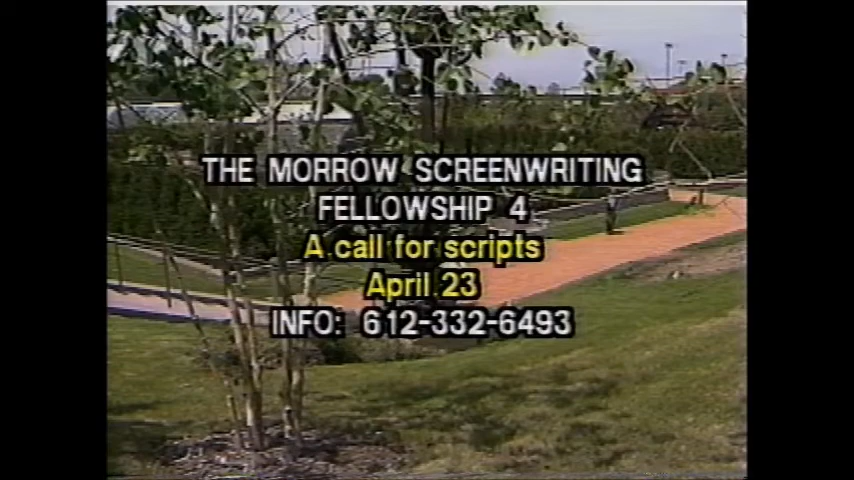 THE MORROW SCREENWRITING
FELLOWSHIP 4
A call for scripts
April 23
INFO: 612-332-6493